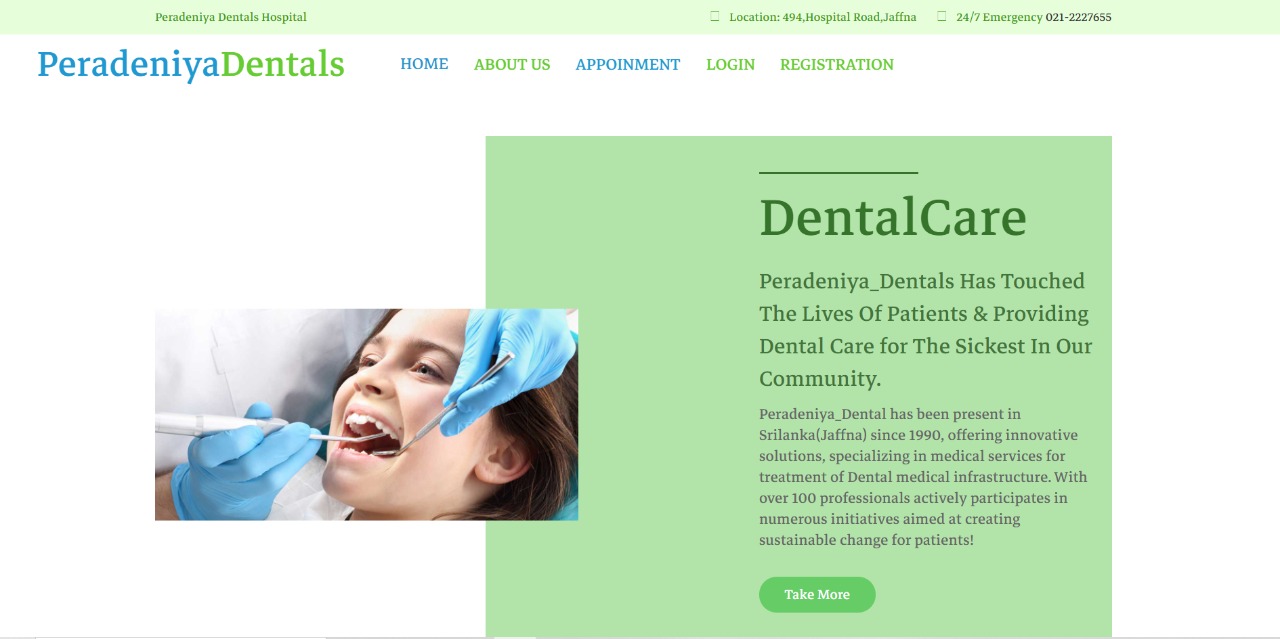 Peradeniya Dentals Hospital
Location: 494,Hospital Road,Jaffna
24/7 Emergency 021-2227655
PeradeniyaDentals
HOME
ABOUT US
APPOINMENT
LOGIN
REGISTRATION
DentalCare
Peradeniya_Dentals Has Touched
The Lives Of Patients & Providing
Dental Care for The Sickest In Our
Community.
Peradeniya_Dental has been present in
Srilanka(Jaffna) since 1990, offering innovative
solutions, specializing in medical services for
treatment of Dental medical infrastructure. With
over 100 professionals actively participates in
numerous initiatives aimed at creating
sustainable change for patients!
Take More